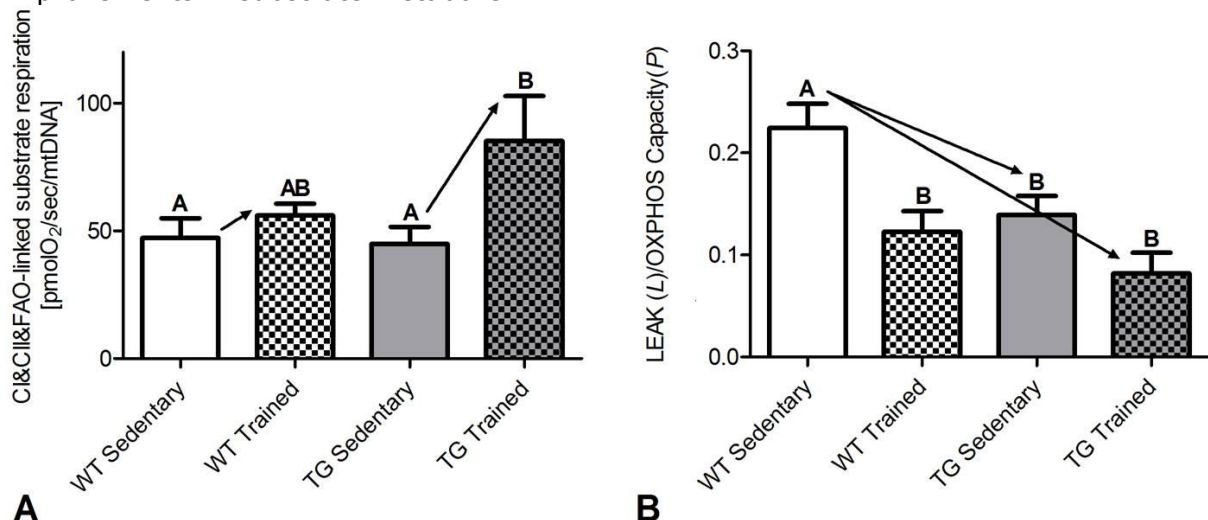 CI&CII&FAO-linked substrate respiration
[pmolO2/sec/mtDNA]
100
50
0
A
AB
A
B
WT Sedentary
WT Trained
TG Sedentary
TG Trained
A
LEAK (L)/OXPHOS Capacity(P)
0.3
0.2
0.1
0.0
A
B
B
B
WT Sedentary
WT Trained
TG Sedentary
TG Trained
B